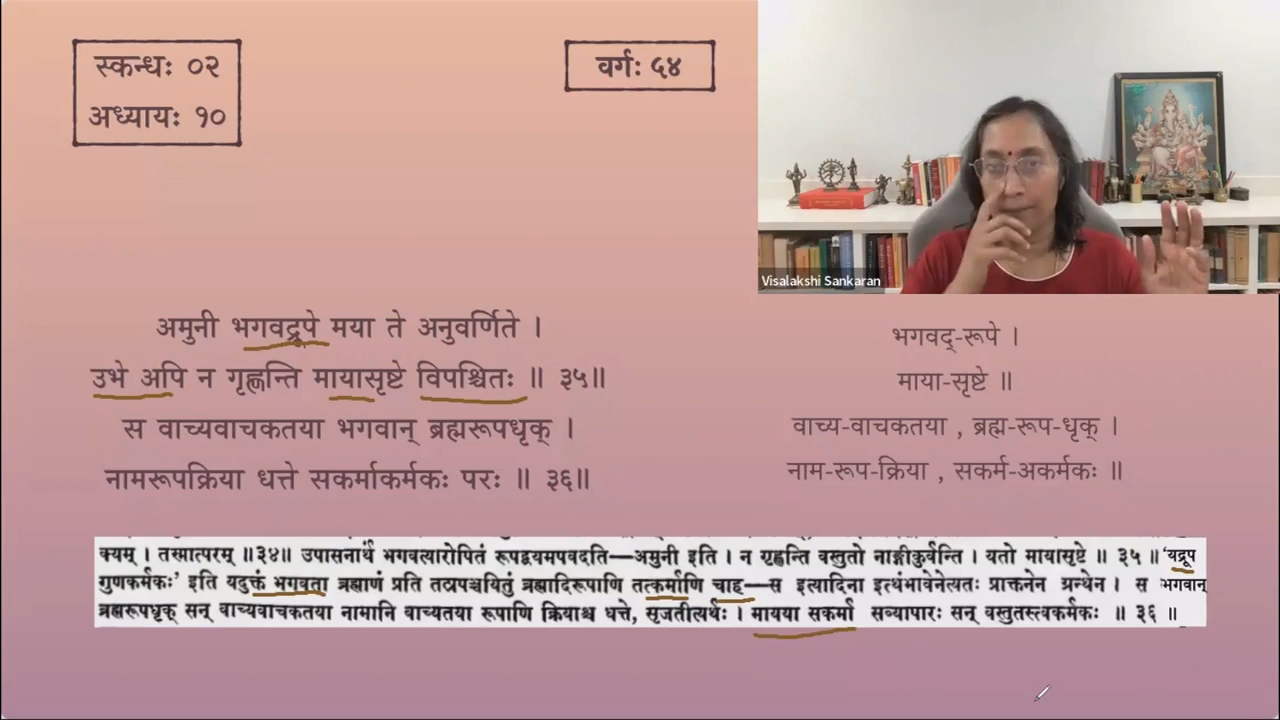 स्कन्धः ०२
अध्यायः १०
वर्गः ५४
Visalakshi Sankaran
अमुनी भगवद्रूपे मया ते अनुवर्णिते ।
उभे अपि न गृह्णन्ति मायासृष्टे विपश्चितः ॥ ३५॥
स वाच्यवाचकतया भगवान् ब्रह्मरूपधृक् ।
नामरूपक्रिया धत्ते सकर्माकर्मकः परः ॥ ३६॥
भगवद्-रूपे ।
माया-सृष्टे ॥
वाच्य-वाचकतया , ब्रह्म-रूप-धृक् ।
नाम-रूप-क्रिया , सकर्म-अकर्मकः ॥
क्यम् । तस्मात्परम् ॥३४॥ उपासनार्थं भगवत्यारोपितं रूपद्वयमपवदति—अमुनी इति । न गृह्णन्ति वस्तुतो नाङ्गीकुर्वन्ति । यतो मायासृष्टे ॥ ३५ ॥ ‘यद्रूप
गुणकर्मकः’ इति यदुक्तं भगवता ब्रह्माणं प्रति तत्प्रपञ्चयितुं ब्रह्मादिरूपाणि तत्कर्माणि चाह—स इत्यादिना इत्थंभावेनेत्यतः प्राक्तनेन ग्रन्थेन । स भगवान्
ब्रह्मरूपधृक् सन् वाच्यवाचकतया नामानि वाच्यतया रूपाणि क्रियाश्च धत्ते, सृजतीत्यर्थः । मायया सकर्मा सव्यापारः सन् वस्तुतस्त्वकर्मकः ॥ ३६ ॥